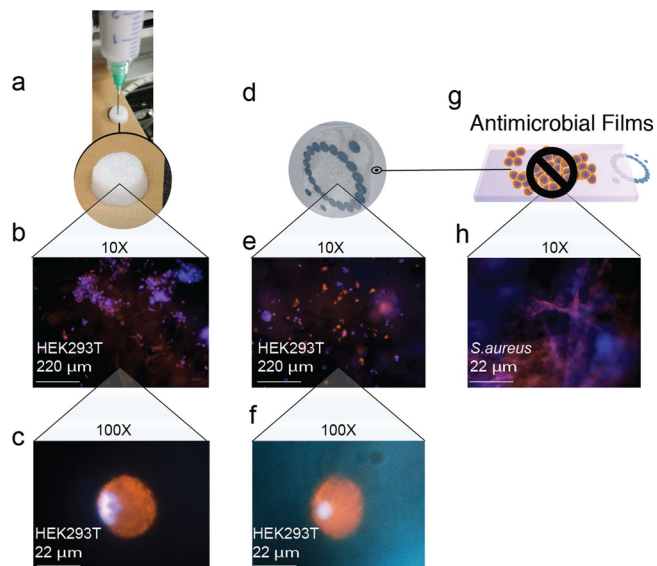 a
d
g
Antimicrobial Films
b
10X
HEK293T
220 μm
e
10X
HEK293T
220 μm
h
10X
S.aureus
22 μm
c
100X
HEK293T
22 μm
f
100X
HEK293T
22 μm